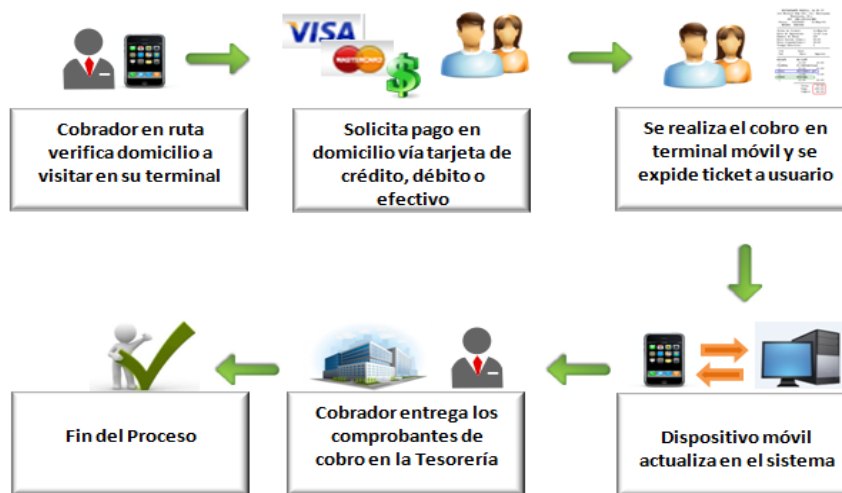 VISA
MASTERCARD
Cobrador en ruta
verifica domicilio a
visitar en su terminal
Solicita pago en
domicilio vía tarjeta de
crédito, débito o
efectivo
Se realiza el cobro en
terminal móvil y se
expide ticket a usuario
Fin del Proceso
Cobrador entrega los
comprobantes de
cobro en la Tesorería
Dispositivo móvil
actualiza en el sistema